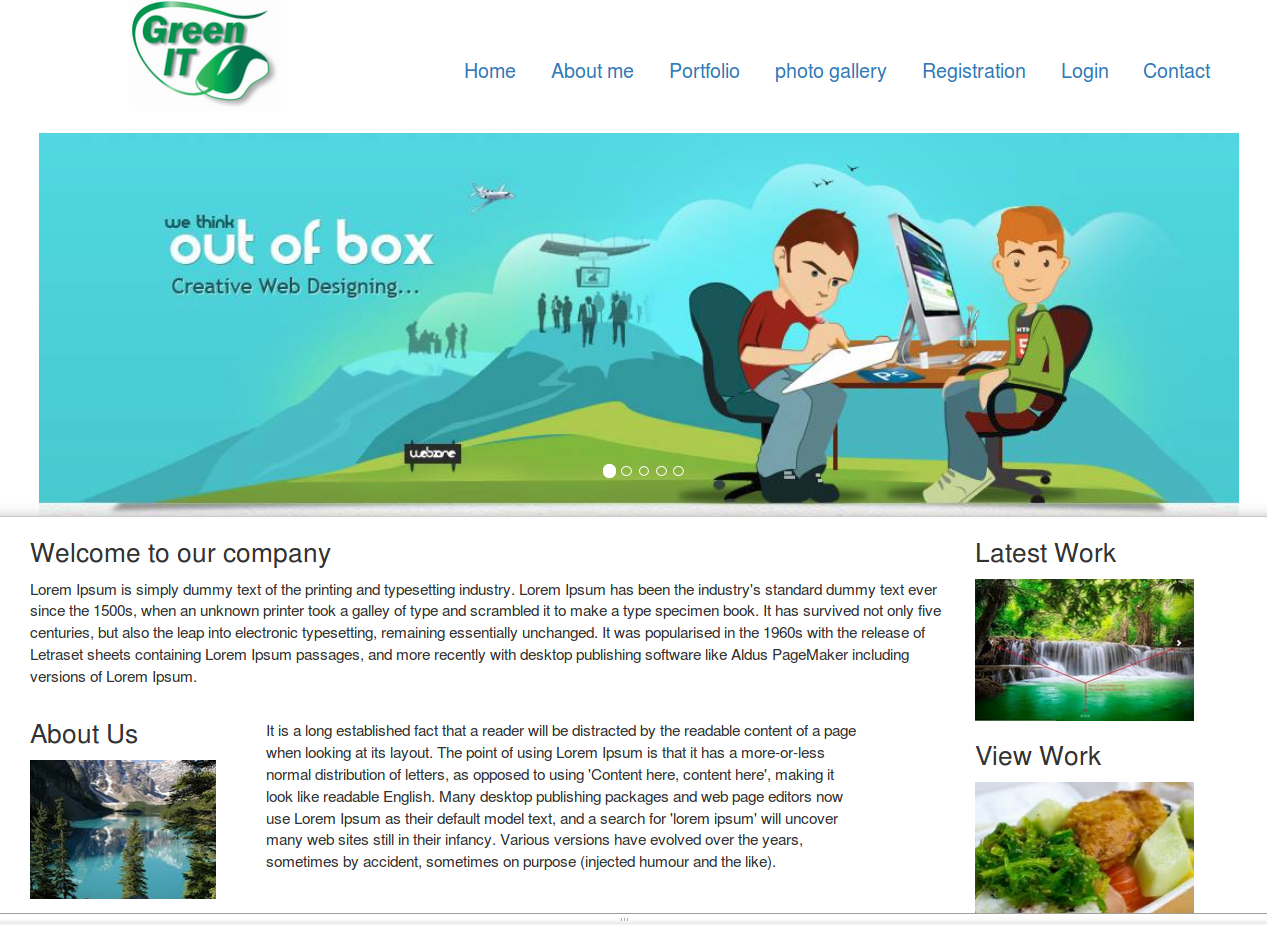 Green
IT
Home About me Portfolio photo gallery Registration Login Contact
we think
out of box
Creative Web Designing...
HTM
5
Ps
webzone
Welcome to our company
Lorem Ipsum is simply dummy text of the printing and typesetting industry. Lorem Ipsum has been the industry's standard dummy text ever
since the 1500s, when an unknown printer took a galley of type and scrambled it to make a type specimen book. It has survived not only five
centuries, but also the leap into electronic typesetting, remaining essentially unchanged. It was popularised in the 1960s with the release of
Letraset sheets containing Lorem Ipsum passages, and more recently with desktop publishing software like Aldus PageMaker including
versions of Lorem Ipsum.
About Us
It is a long established fact that a reader will be distracted by the readable content of a page
when looking at its layout. The point of using Lorem Ipsum is that it has a more-or-less
normal distribution of letters, as opposed to using 'Content here, content here', making it
look like readable English. Many desktop publishing packages and web page editors now
use Lorem Ipsum as their default model text, and a search for 'lorem ipsum' will uncover
many web sites still in their infancy. Various versions have evolved over the years,
sometimes by accident, sometimes on purpose (injected humour and the like).
Latest Work
View Work